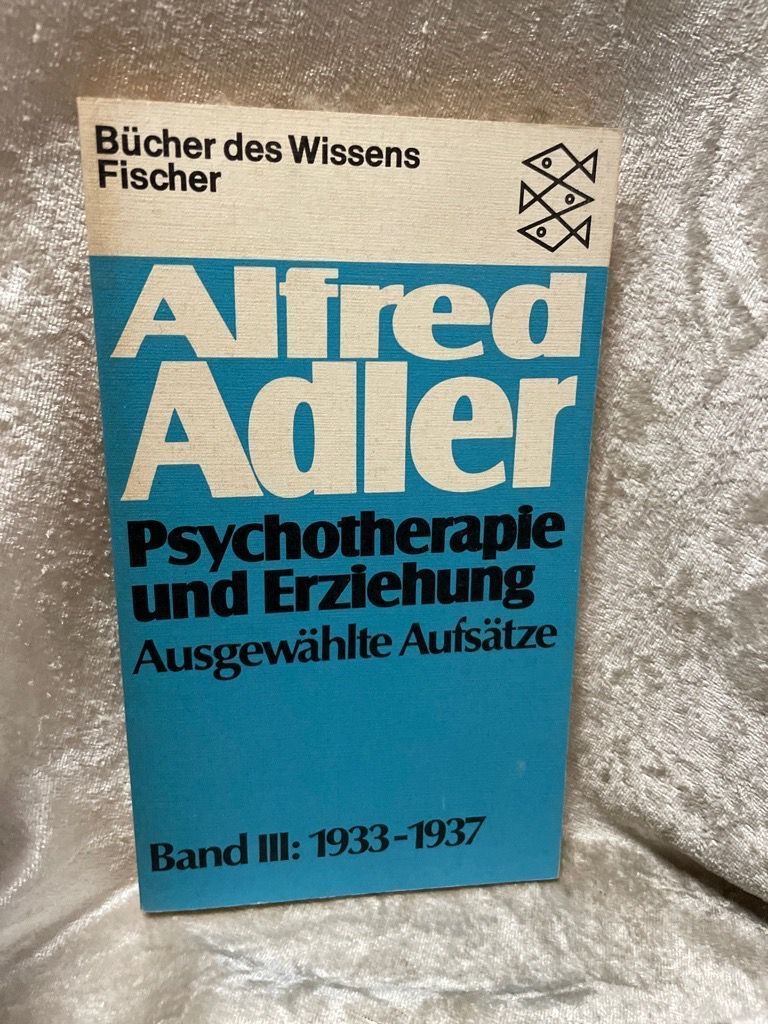 Bücher des Wissens
Fischer
Alfred
Adler
Psychotherapie
und Erziehung
Ausgewählte Aufsätze
Band III: 1933-1937